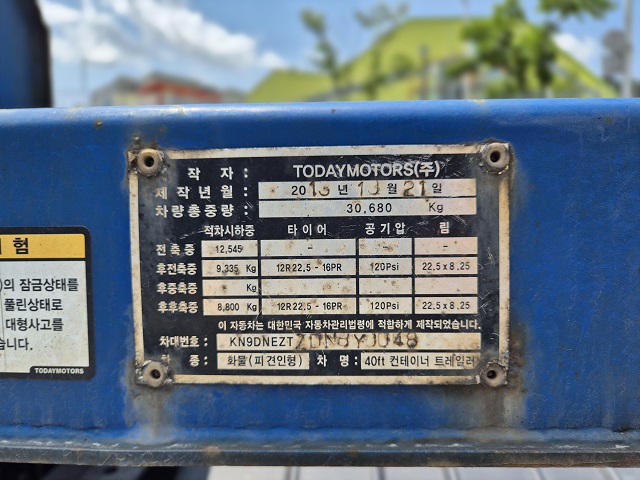 작 자 : TODAYMOTORS(주)
제 작 년 월 : 20 년 월 21 일
차량총중량 : 30,680 Kg
적차시하중 타 이 어 공 기 압 림
전 축 중 12,545 - - -
후전축중 9,335 Kg 12R22.5 - 16PR 120Psi 22.5 x 8.25
후중축중 Kg - - -
후후축중 8,800 Kg 12R22.5 - 16PR 120Psi 22.5 x 8.25
이 자동차는 대한민국 자동차관리법령에 적합하게 제작되었습니다.
차대번호 : KN9DNEZT
종 : 화물(피견인형) 차 명 : 40ft 컨테이너 트레일러
험
의 잠금상태를
풀린상태로
대형사고를
TODAYMOTORS